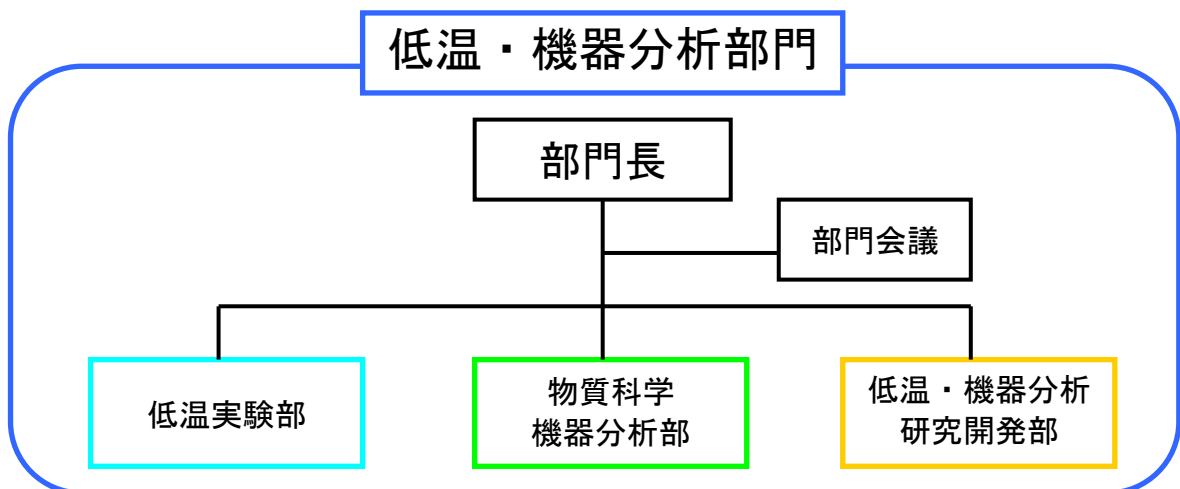 低温・機器分析部門
部門長
部門会議
低温実験部
物質科学
機器分析部
低温・機器分析
研究開発部